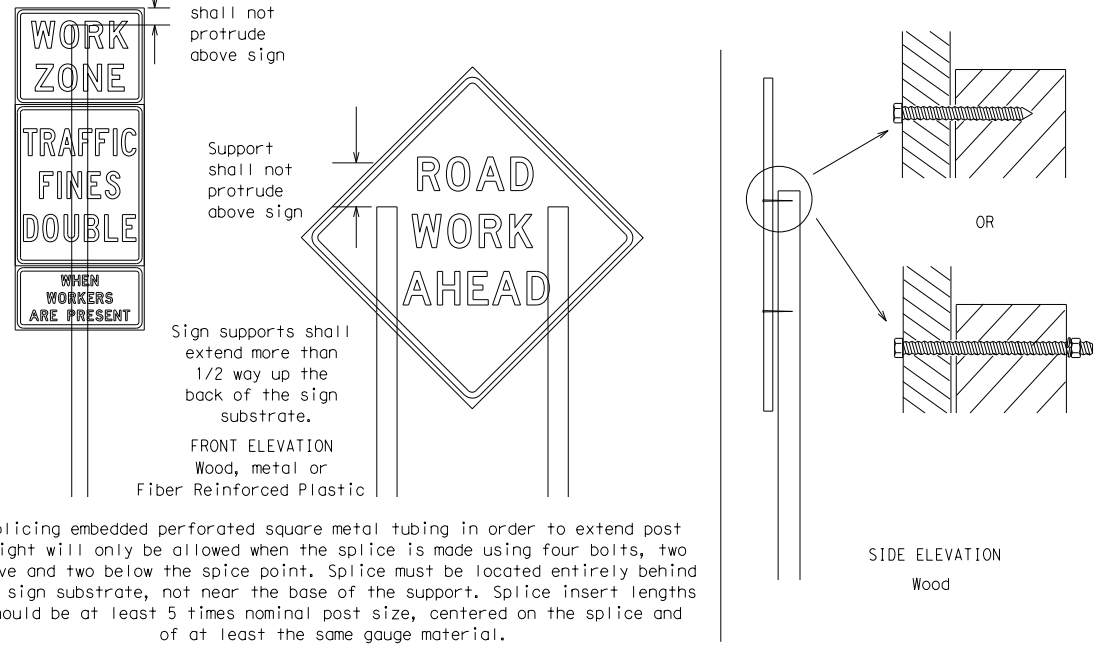 shall not
protrude
above sign
WORK
ZONE
TRAFFIC
FINES
DOUBLE
WHEN
WORKERS
ARE PRESENT
Support
shall not
protrude
above sign
ROAD
WORK
AHEAD
Sign supports shall
extend more than
1/2 way up the
back of the sign
substrate.
FRONT ELEVATION
Wood, metal or
Fiber Reinforced Plastic
OR
SIDE ELEVATION
Wood
plicing embedded perforated square metal tubing in order to extend post
ight will only be allowed when the splice is made using four bolts, two
ve and two below the spice point. Splice must be located entirely behind
sign substrate, not near the base of the support. Splice insert lengths
hould be at least 5 times nominal post size, centered on the splice and
of at least the same gauge material.